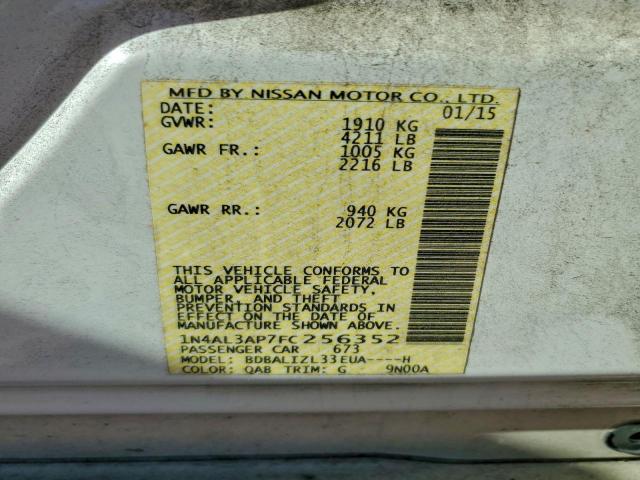 MFD BY NISSAN MOTOR CO., LTD.
DATE: 01/15
GVWR: 1910 KG
4211 LB
GAWR FR.: 1005 KG
2216 LB
GAWR RR.: 940 KG
2072 LB
THIS VEHICLE CONFORMS TO
ALL APPLICABLE FEDERAL
MOTOR VEHICLE SAFETY,
BUMPER, AND THEFT
PREVENTION STANDARDS IN
EFFECT ON THE DATE OF
MANUFACTURE SHOWN ABOVE.
1N4AL3AP7FC256352
PASSENGER CAR 673
MODEL: BDBALIZL33EUA----H
COLOR: QAB TRIM: G 9N00A